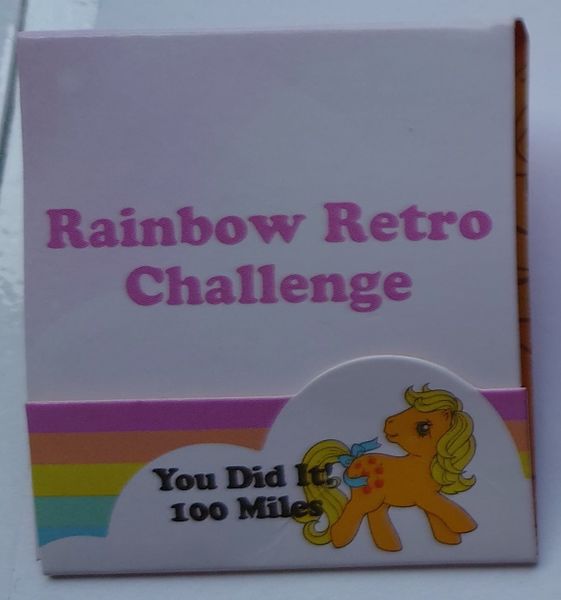 Rainbow Retro
Challenge
You Did It!
100 Miles